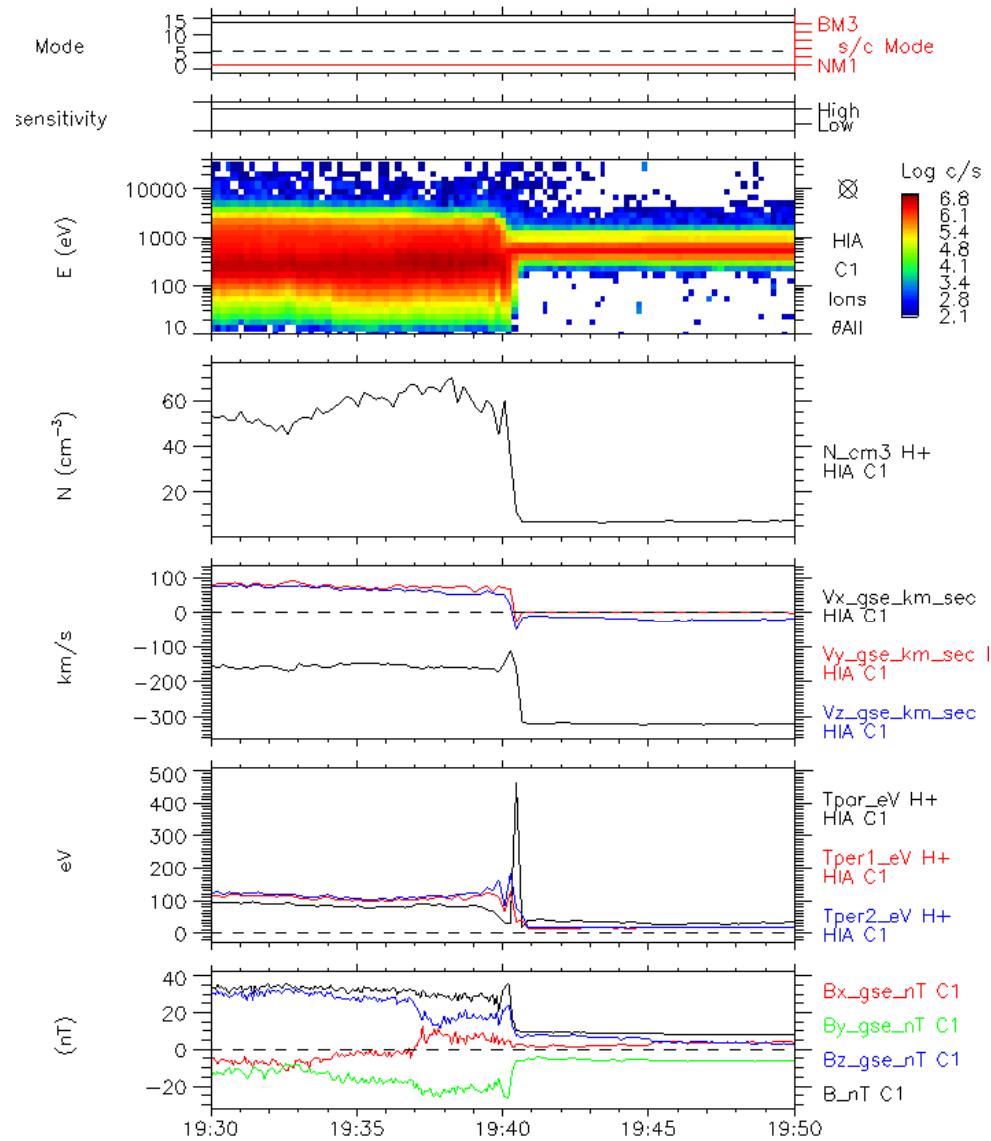 Mode
15
10
5
0
BM3
s/c Mode
NM1
sensitivity
High
Low
E (eV)
10000
1000
100
10
HIA
C1
Ions
θAll
Log c/s
6.8
6.1
5.4
4.8
4.1
3.5
2.8
2.1
N (cm⁻³)
60
40
20
N_cm3 H+
HIA C1
km/s
100
0
−100
−200
−300
Vx_gse_km_sec
HIA C1
Vy_gse_km_sec I
HIA C1
Vz_gse_km_sec
HIA C1
eV
500
400
300
200
100
0
Tpar_eV H+
HIA C1
Tper1_eV H+
HIA C1
Tper2_eV H+
HIA C1
(nT)
40
20
0
−20
Bx_gse_nT C1
By_gse_nT C1
Bz_gse_nT C1
B_nT C1
19:30 19:35 19:40 19:45 19:50